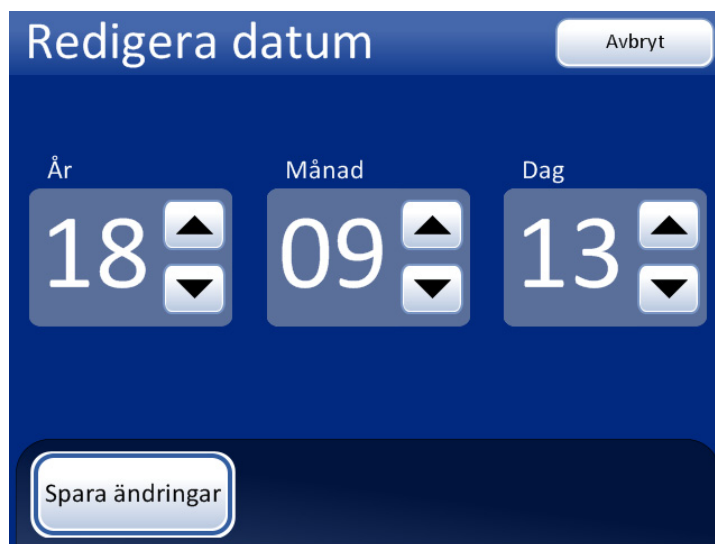 Redigera datum
Avbryt
År
Månad
Dag
18
09
13
Spara ändringar